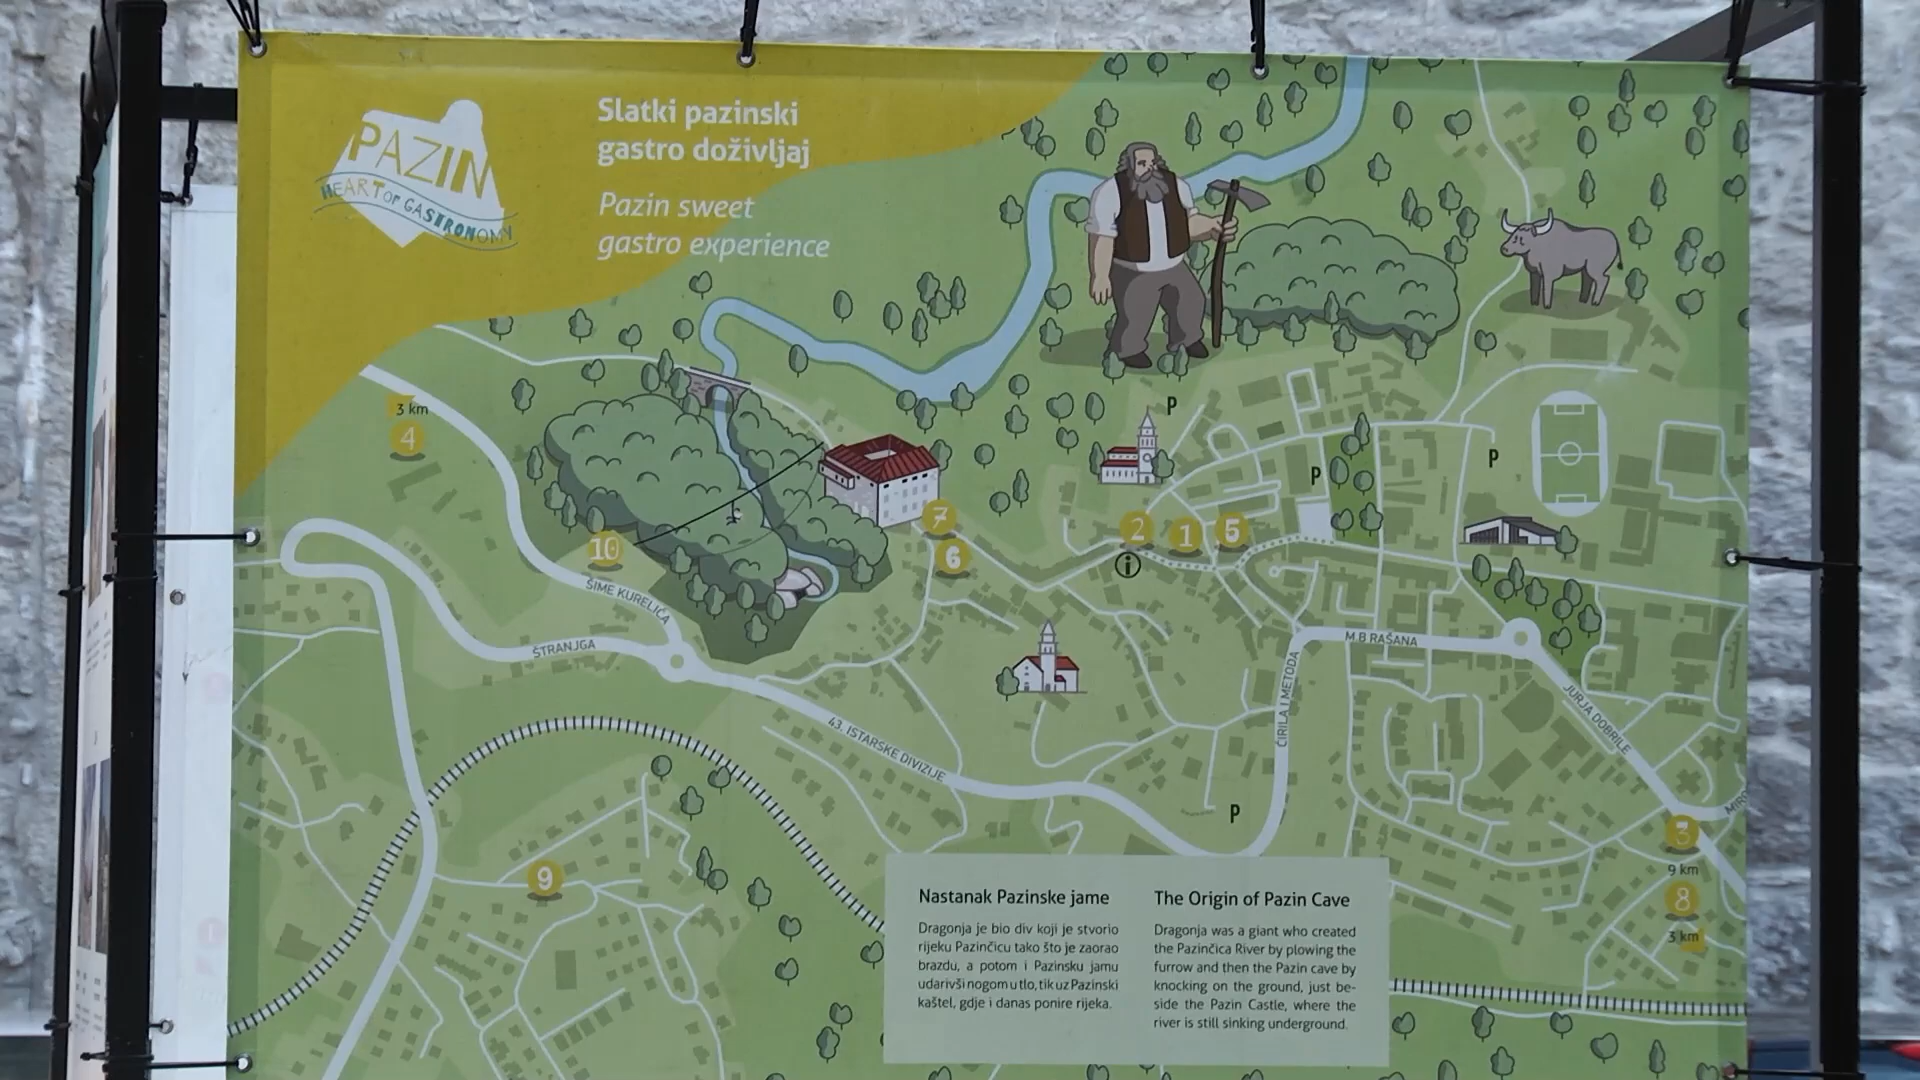 PAZIN
HEART OF GASTRONOMY
Slatki pazinski
gastro doživljaj
Pazin sweet
gastro experience
3 km
4
P
P
P
7
2
1
5
10
6
i
ŠIME KURELIĆA
ŠTRANJGA
M.B RAŠANA
43. ISTARSKE DIVIZIJE
ĆIRILA I METODA
JURJA DOBRILE
P
3
9 km
9
8
3 km
Nastanak Pazinske jame
Dragonja je bio div koji je stvorio
rijeku Pazinčicu tako što je zaorao
brazdu, a potom i Pazinsku jamu
udarivši nogom u tlo, tik uz Pazinski
kaštel, gdje i danas ponire rijeka.
The Origin of Pazin Cave
Dragonja was a giant who created
the Pazinčica River by plowing the
furrow and then the Pazin cave by
knocking on the ground, just be-
side the Pazin Castle, where the
river is still sinking underground.